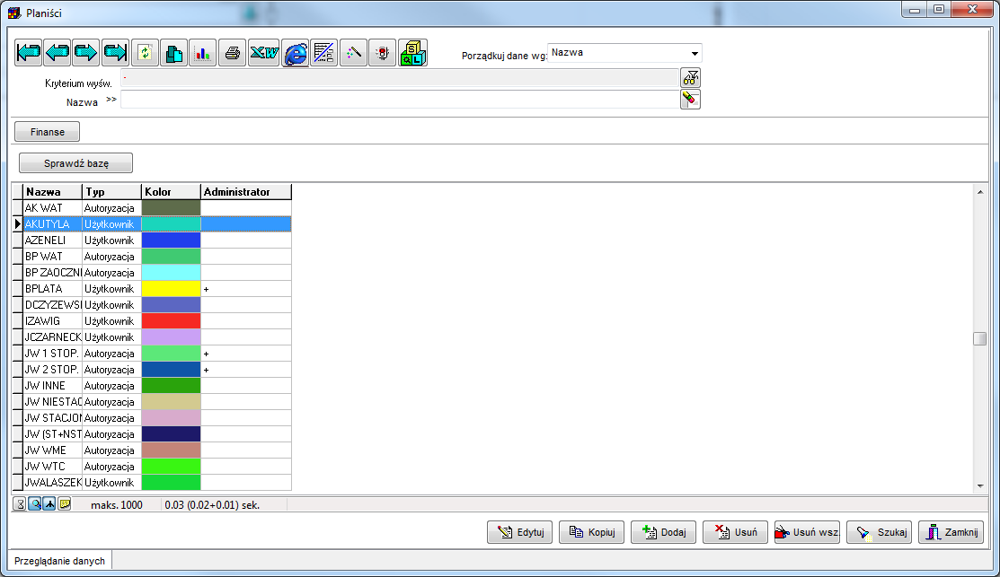 Planiści
SQL
XW
Porządkuj dane wg: Nazwa
Kryterium wyśw. -
Nazwa >>
Finanse
Sprawdź bazę
Nazwa Typ Kolor Administrator
AK WAT Autoryzacja
AKUTYLA Użytkownik
AZENELI Użytkownik
BP WAT Autoryzacja
BP ZAOCZNI Autoryzacja
BPLATA Użytkownik +
DCZYZEWSI Użytkownik
IZAWIG Użytkownik
JCZARNECK Użytkownik
JW 1 STOP. Autoryzacja +
JW 2 STOP. Autoryzacja +
JW INNE Autoryzacja
JW NIESTAC Autoryzacja
JW STACJON Autoryzacja
JW (ST+NST Autoryzacja
JW WME Autoryzacja
JW WTC Autoryzacja
JWALASZEK Użytkownik
maks. 1000 0.03 (0.02+0.01) sek.
Edytuj Kopiuj Dodaj Usuń Usuń wsz. Szukaj Zamknij
Przeglądanie danych